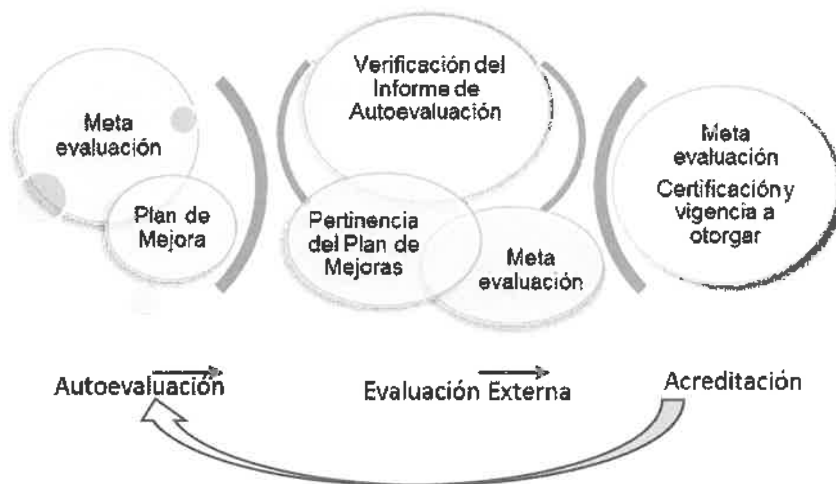 Meta
evaluación
Plan de
Mejora
Verificación del
Informe de
Autoevaluación
Pertinencia
del Plan de
Mejoras
Meta
evaluación
Meta
evaluación
Certificación y
vigencia a
otorgar
Autoevaluación
Evaluación Externa
Acreditación